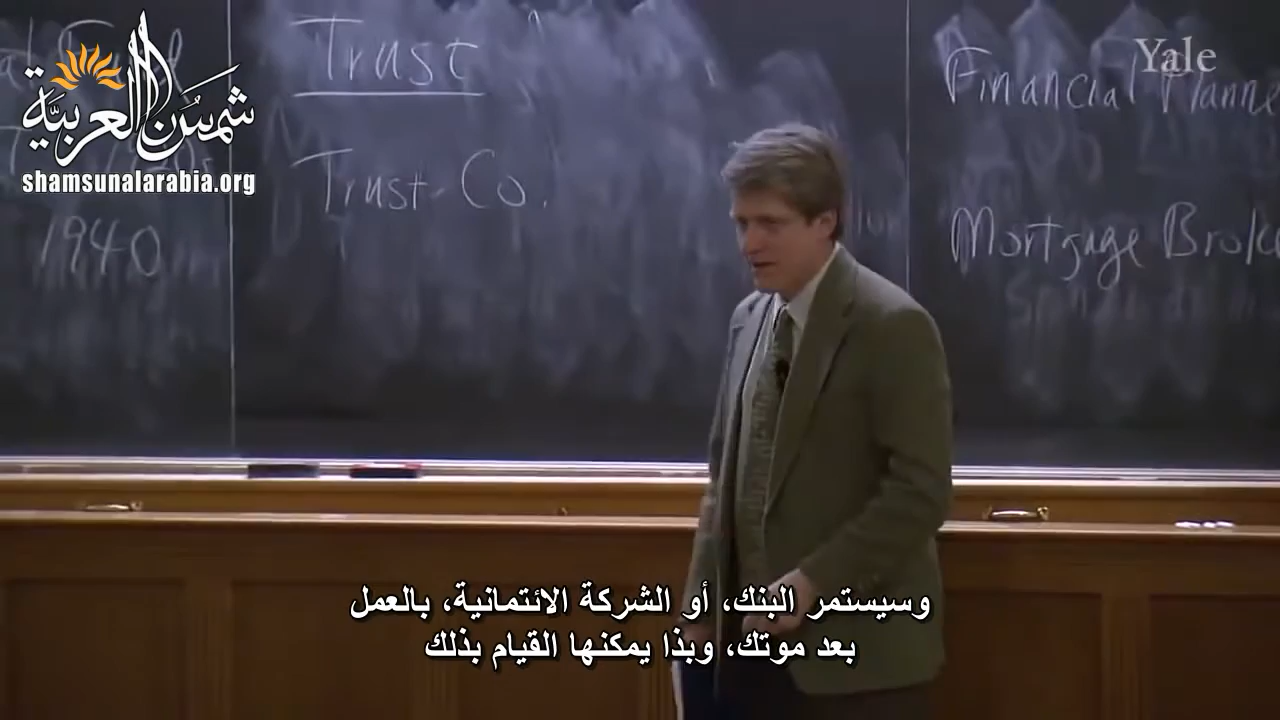 شمس العربية
shamsunalarabia.org
1940
Trust
Trust Co.
Yale
Financial Planne
Mortgage Broke
وسيستمر البنك، أو الشركة الائتمانية، بالعمل
بعد موتك، وبذا يمكنها القيام بذلك